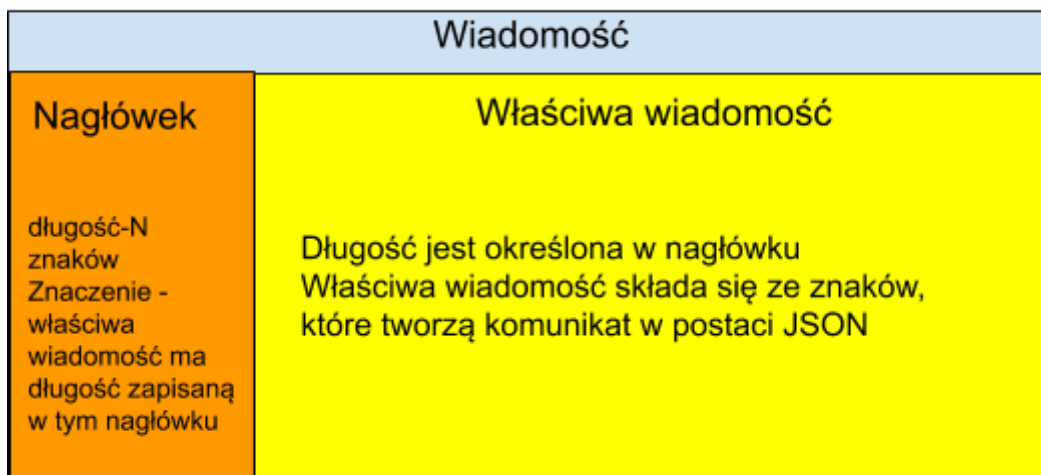 Wiadomość
Nagłówek
długość-N
znaków
Znaczenie -
właściwa
wiadomość ma
długość zapisaną
w tym nagłówku
Właściwa wiadomość
Długość jest określona w nagłówku
Właściwa wiadomość składa się ze znaków,
które tworzą komunikat w postaci JSON